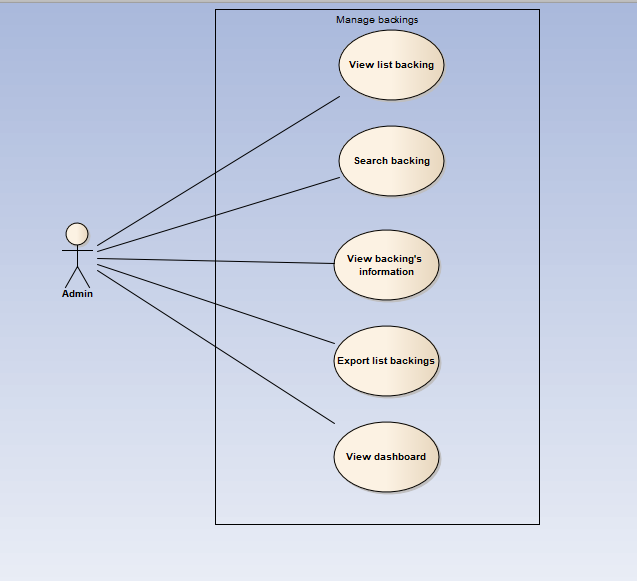 Manage backings
View list backing
Search backing
View backing's
information
Admin
Export list backings
View dashboard